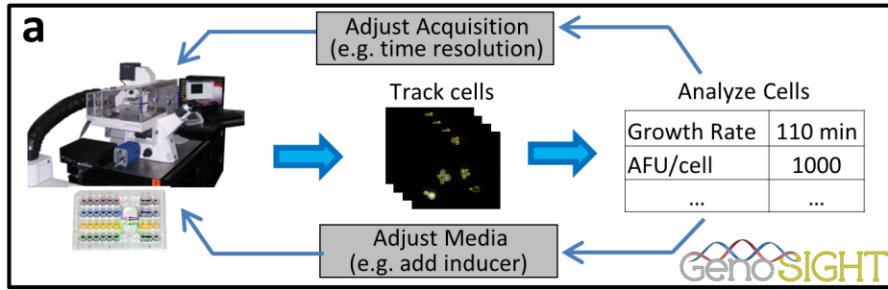 a
Adjust Acquisition
(e.g. time resolution)
Track cells
Analyze Cells
Growth Rate 110 min
AFU/cell 1000
... ...
Adjust Media
(e.g. add inducer)
GenoSIGHT